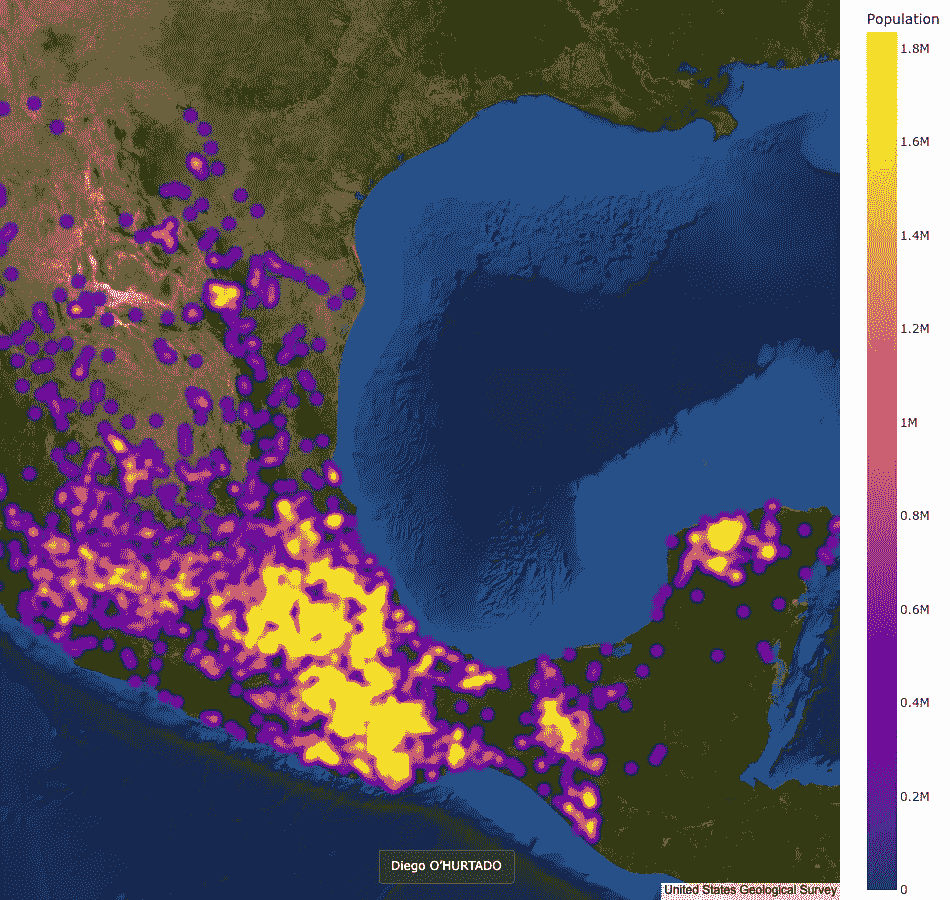 Population
1.8M
1.6M
1.4M
1.2M
1M
0.8M
0.6M
0.4M
0.2M
0
Diego O'HURTADO
United States Geological Survey